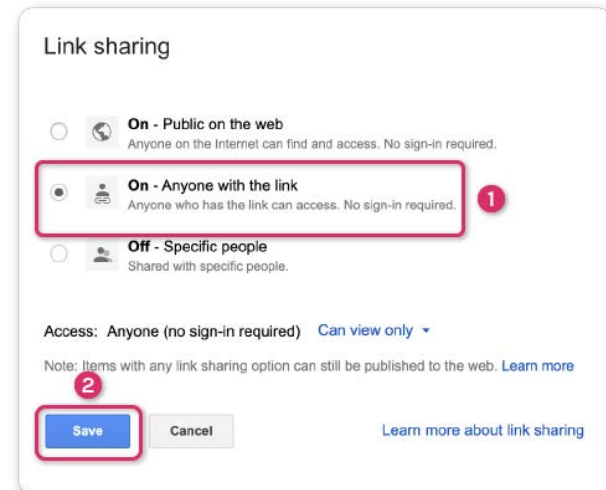 Link sharing
On - Public on the web
Anyone on the Internet can find and access. No sign-in required.
On - Anyone with the link
Anyone who has the link can access. No sign-in required.
1
Off - Specific people
Shared with specific people.
Access: Anyone (no sign-in required) Can view only
Note: Items with any link sharing option can still be published to the web. Learn more
2
Save Cancel Learn more about link sharing